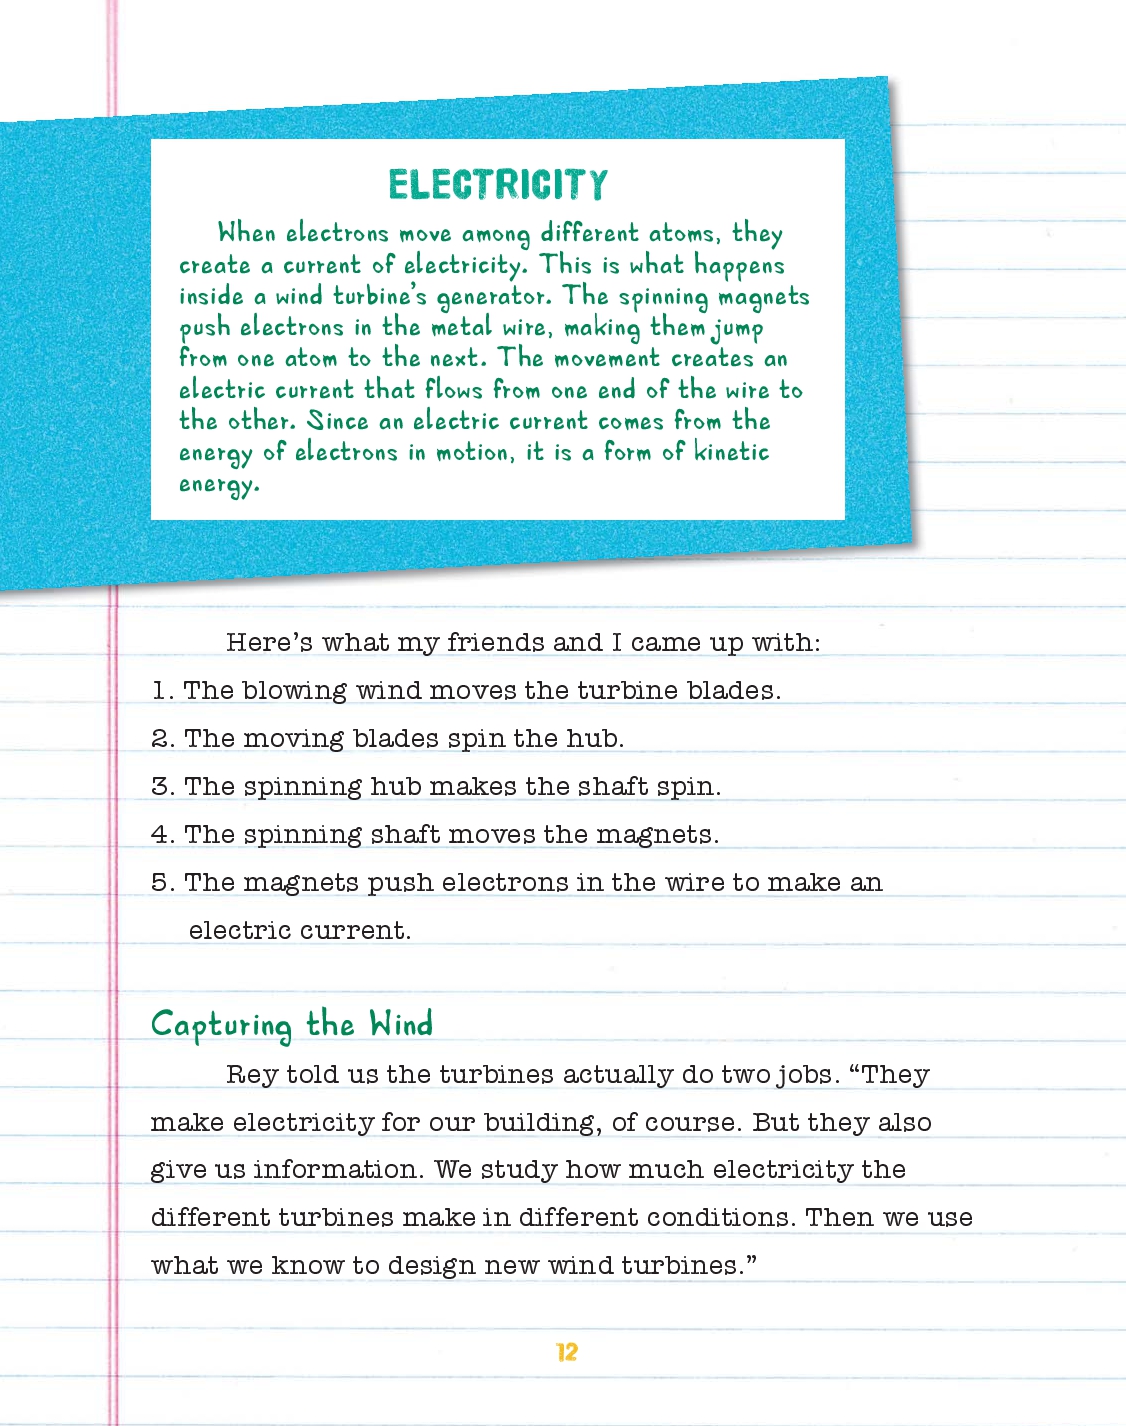 ELECTRICITY
When electrons move among different atoms, they
create a current of electricity. This is what happens
inside a wind turbine's generator. The spinning magnets
push electrons in the metal wire, making them jump
from one atom to the next. The movement creates an
electric current that flows from one end of the wire to
the other. Since an electric current comes from the
energy of electrons in motion, it is a form of kinetic
energy.
Here's what my friends and I came up with:
1. The blowing wind moves the turbine blades.
2. The moving blades spin the hub.
3. The spinning hub makes the shaft spin.
4. The spinning shaft moves the magnets.
5. The magnets push electrons in the wire to make an
electric current.
Capturing the Wind
Rey told us the turbines actually do two jobs. “They
make electricity for our building, of course. But they also
give us information. We study how much electricity the
different turbines make in different conditions. Then we use
what we know to design new wind turbines.”
12